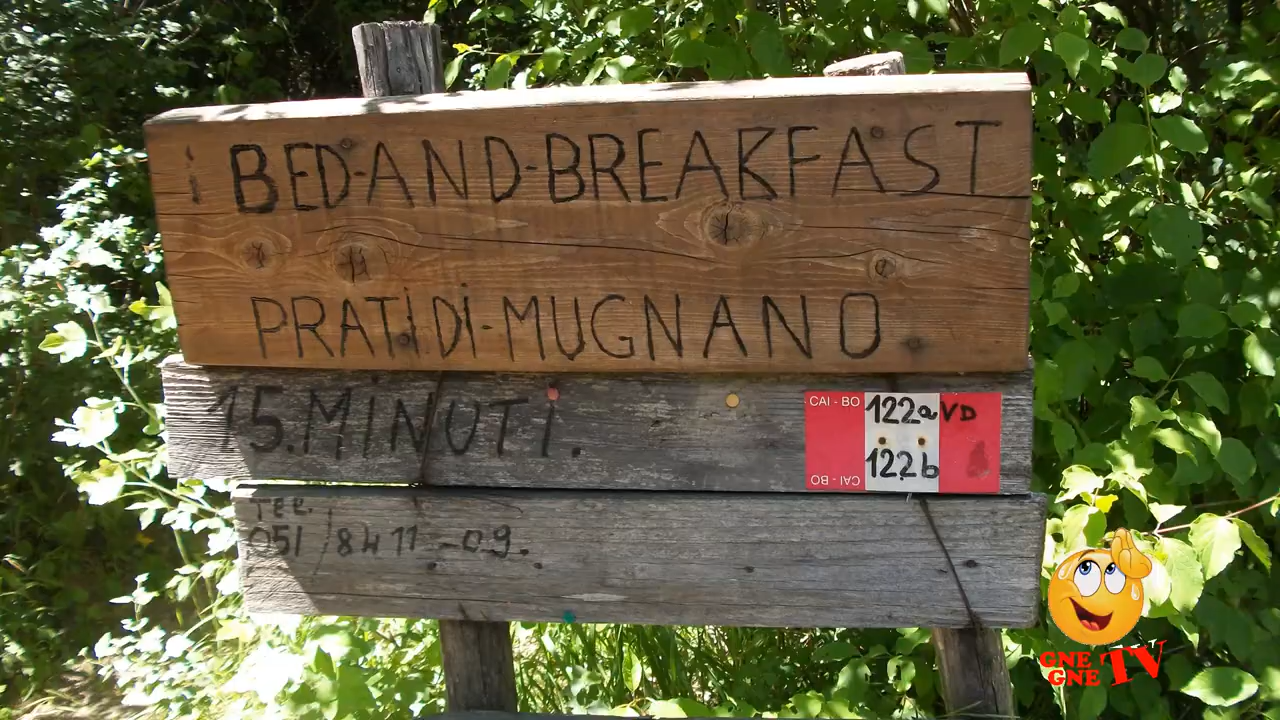 i BED-AND-BREAKFAST
PRATi Di-MUGNANO
15.MiNUTi.
CAI - BO
122a VD
122b
CAI - BO
TEL.
051/8411-09.
GNE GNE TV